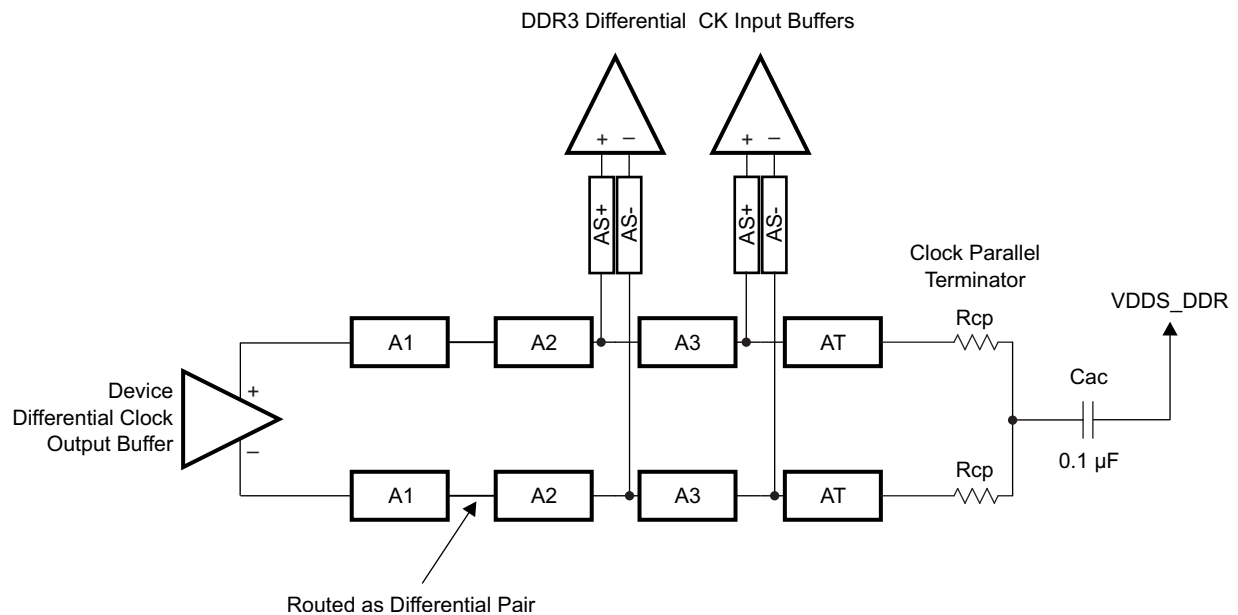 DDR3 Differential CK Input Buffers
+ − + −
AS+ AS- AS+ AS-
Clock Parallel
Terminator
VDDS_DDR
Rcp
A1 A2 A3 AT
Cac
Device
Differential Clock
Output Buffer
+
−
0.1 µF
Rcp
A1 A2 A3 AT
Routed as Differential Pair